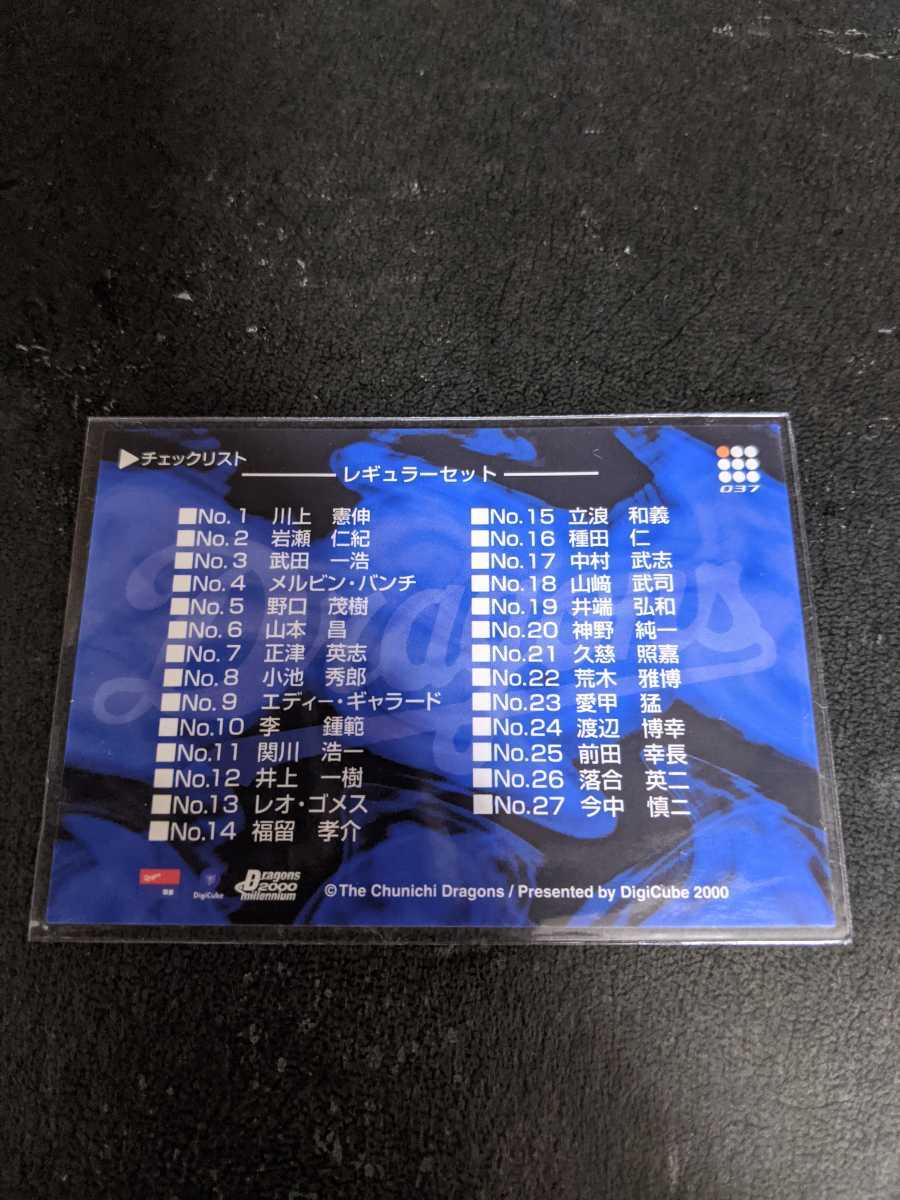 ▶チェックリスト
レギュラーセット
037
■No.1 川上 憲伸
■No.2 岩瀬 仁紀
■No.3 武田 一浩
■No.4 メルビン・バンチ
■No.5 野口 茂樹
■No.6 山本 昌
■No.7 正津 英志
■No.8 小池 秀郎
■No.9 エディー・ギャラード
■No.10 李 鍾範
■No.11 関川 浩一
■No.12 井上 一樹
■No.13 レオ・ゴメス
■No.14 福留 孝介
■No.15 立浪 和義
■No.16 種田 仁
■No.17 中村 武志
■No.18 山﨑 武司
■No.19 井端 弘和
■No.20 神野 純一
■No.21 久慈 照嘉
■No.22 荒木 雅博
■No.23 愛甲 猛
■No.24 渡辺 博幸
■No.25 前田 幸長
■No.26 落合 英二
■No.27 今中 慎二
Dragons
DigiCube
Dragons
2000
millennium
©The Chunichi Dragons / Presented by DigiCube 2000